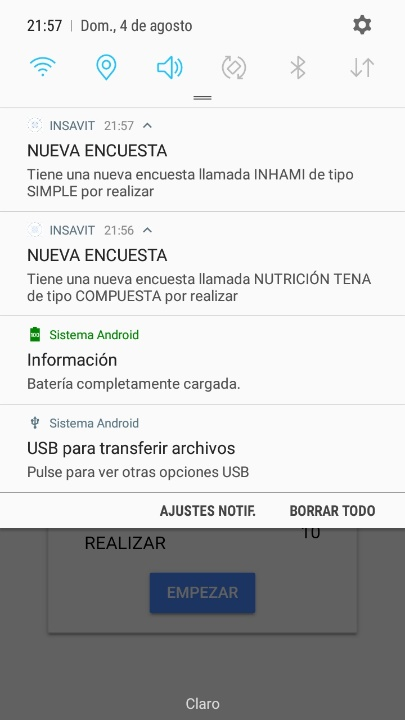 21:57 | Dom., 4 de agosto
INSAVIT 21:57
NUEVA ENCUESTA
Tiene una nueva encuesta llamada INHAMI de tipo
SIMPLE por realizar
INSAVIT 21:56
NUEVA ENCUESTA
Tiene una nueva encuesta llamada NUTRICIÓN TENA
de tipo COMPUESTA por realizar
100 Sistema Android
Información
Batería completamente cargada.
Sistema Android
USB para transferir archivos
Pulse para ver otras opciones USB
AJUSTES NOTIF. BORRAR TODO
REALIZAR 10
EMPEZAR
Claro